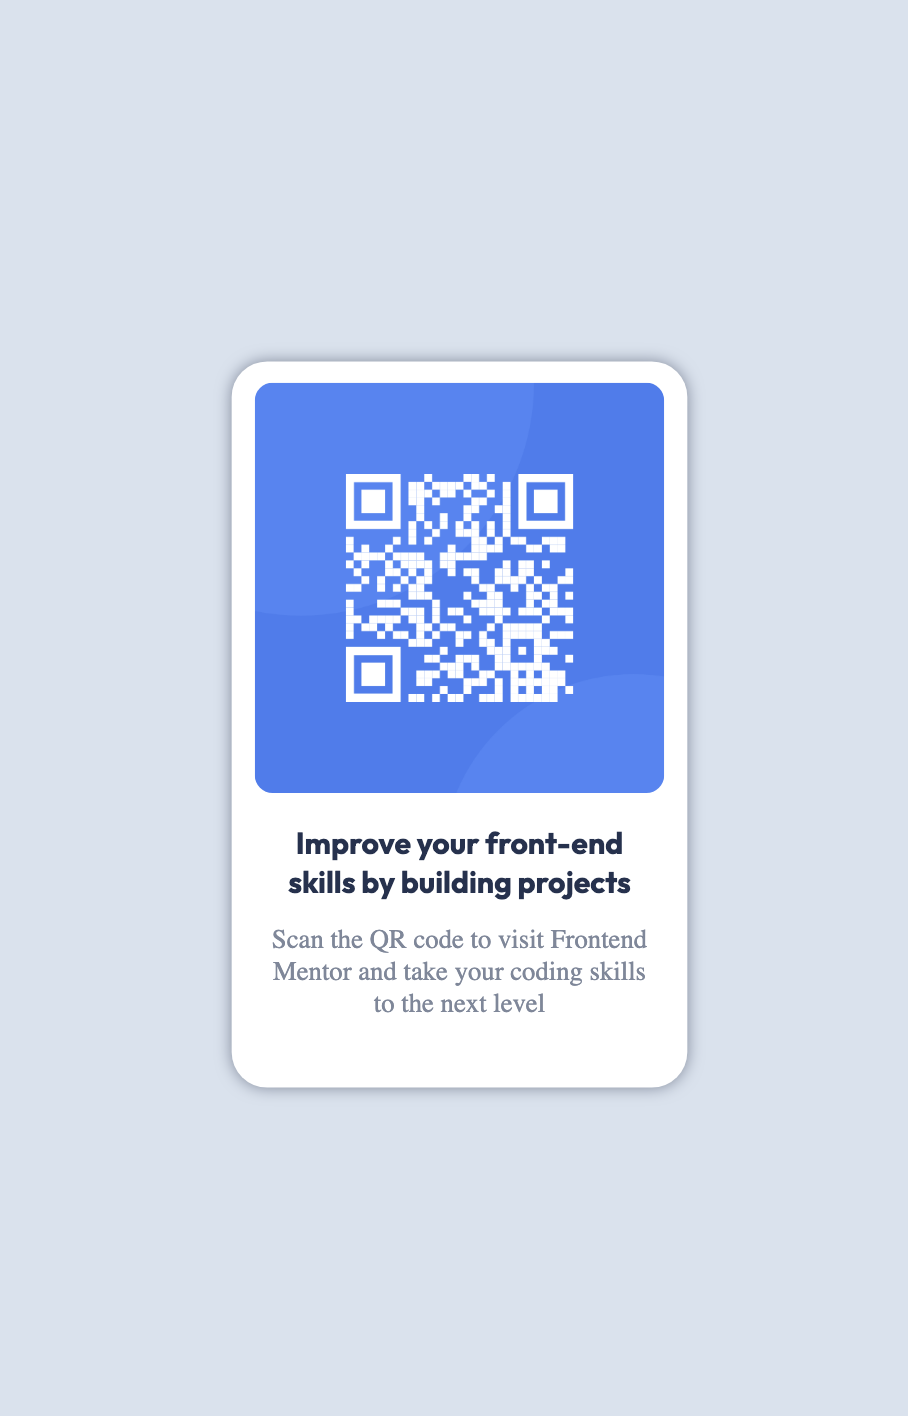 Improve your front-end
skills by building projects
Scan the QR code to visit Frontend
Mentor and take your coding skills
to the next level